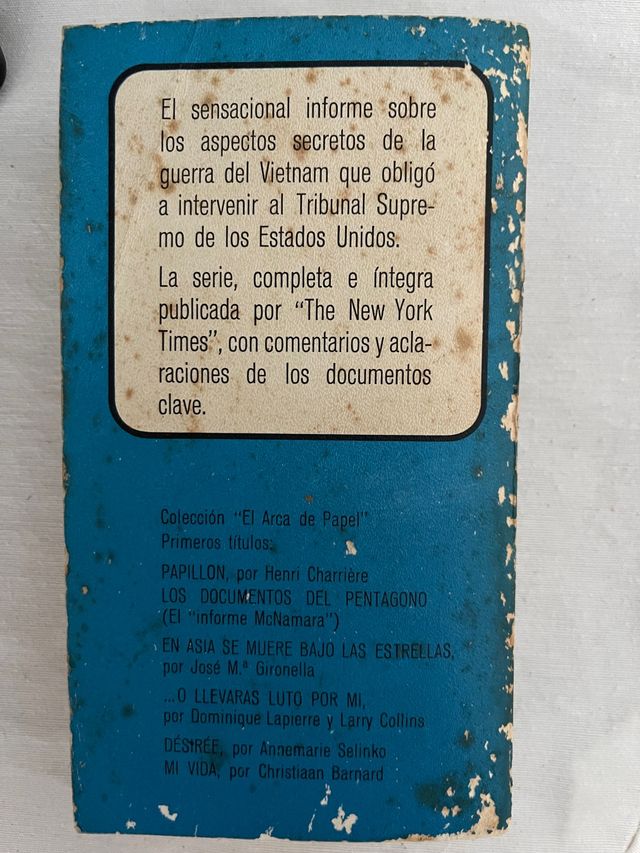 El sensacional informe sobre
los aspectos secretos de la
guerra del Vietnam que obligó
a intervenir al Tribunal Supre-
mo de los Estados Unidos.
La serie, completa e íntegra
publicada por "The New York
Times", con comentarios y acla-
raciones de los documentos
clave.
Colección "El Arca de Papel"
Primeros títulos:
PAPILLON, por Henri Charrière
LOS DOCUMENTOS DEL PENTAGONO
(El "informe McNamara")
EN ASIA SE MUERE BAJO LAS ESTRELLAS,
por José M.ª Gironella
...O LLEVARAS LUTO POR MI,
por Dominique Lapierre y Larry Collins
DÉSIRÉE, por Annemarie Selinko
MI VIDA, por Christiaan Barnard